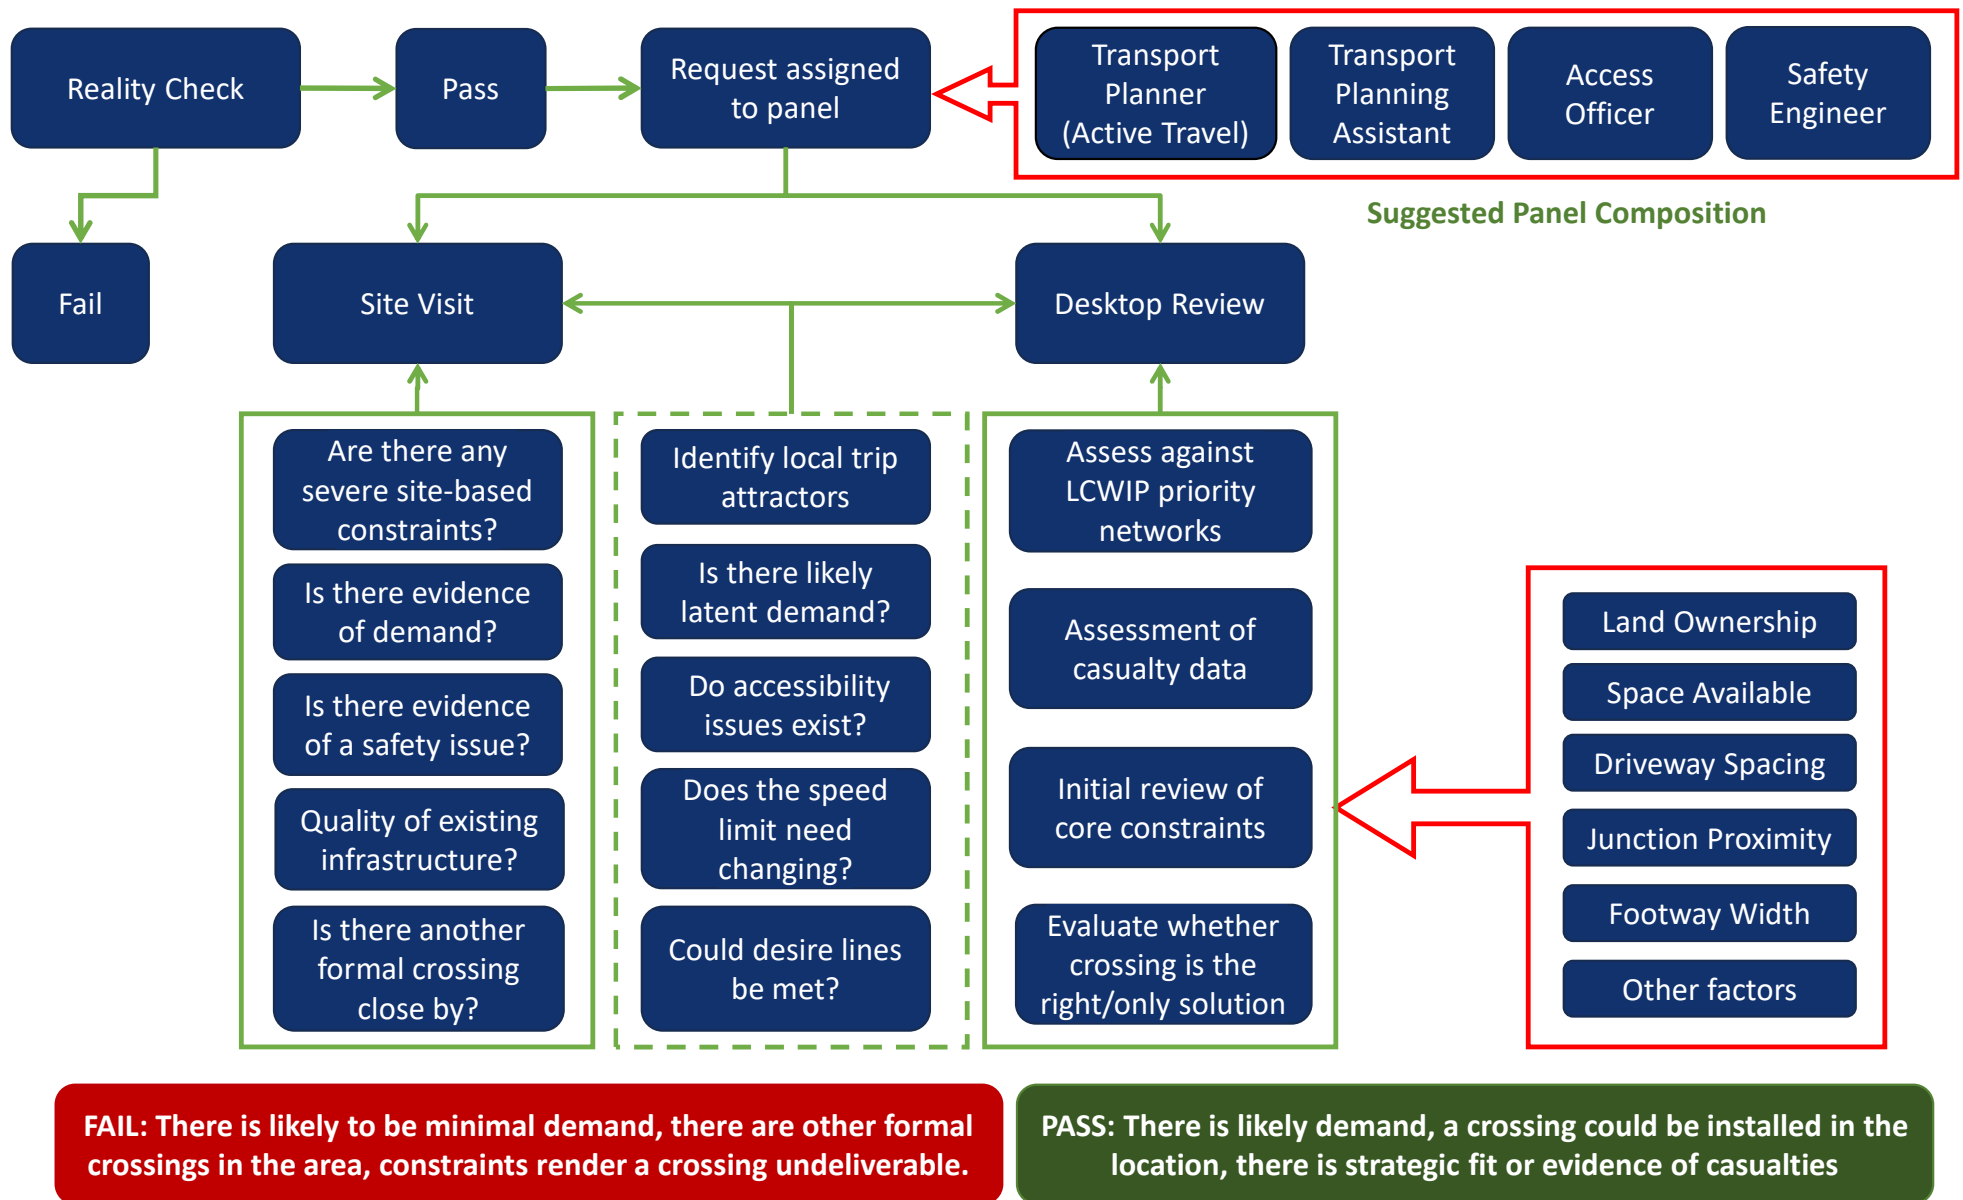 Reality Check
Pass
Request assigned
to panel
Transport
Planner
(Active Travel)
Transport
Planning
Assistant
Access
Officer
Safety
Engineer
Suggested Panel Composition
Fail
Site Visit
Desktop Review
Are there any
severe site-based
constraints?
Is there evidence
of demand?
Is there evidence
of a safety issue?
Quality of existing
infrastructure?
Is there another
formal crossing
close by?
Identify local trip
attractors
Is there likely
latent demand?
Do accessibility
issues exist?
Does the speed
limit need
changing?
Could desire lines
be met?
Assess against
LCWIP priority
networks
Assessment of
casualty data
Initial review of
core constraints
Evaluate whether
crossing is the
right/only solution
Land Ownership
Space Available
Driveway Spacing
Junction Proximity
Footway Width
Other factors
FAIL: There is likely to be minimal demand, there are other formal
crossings in the area, constraints render a crossing undeliverable.
PASS: There is likely demand, a crossing could be installed in the
location, there is strategic fit or evidence of casualties